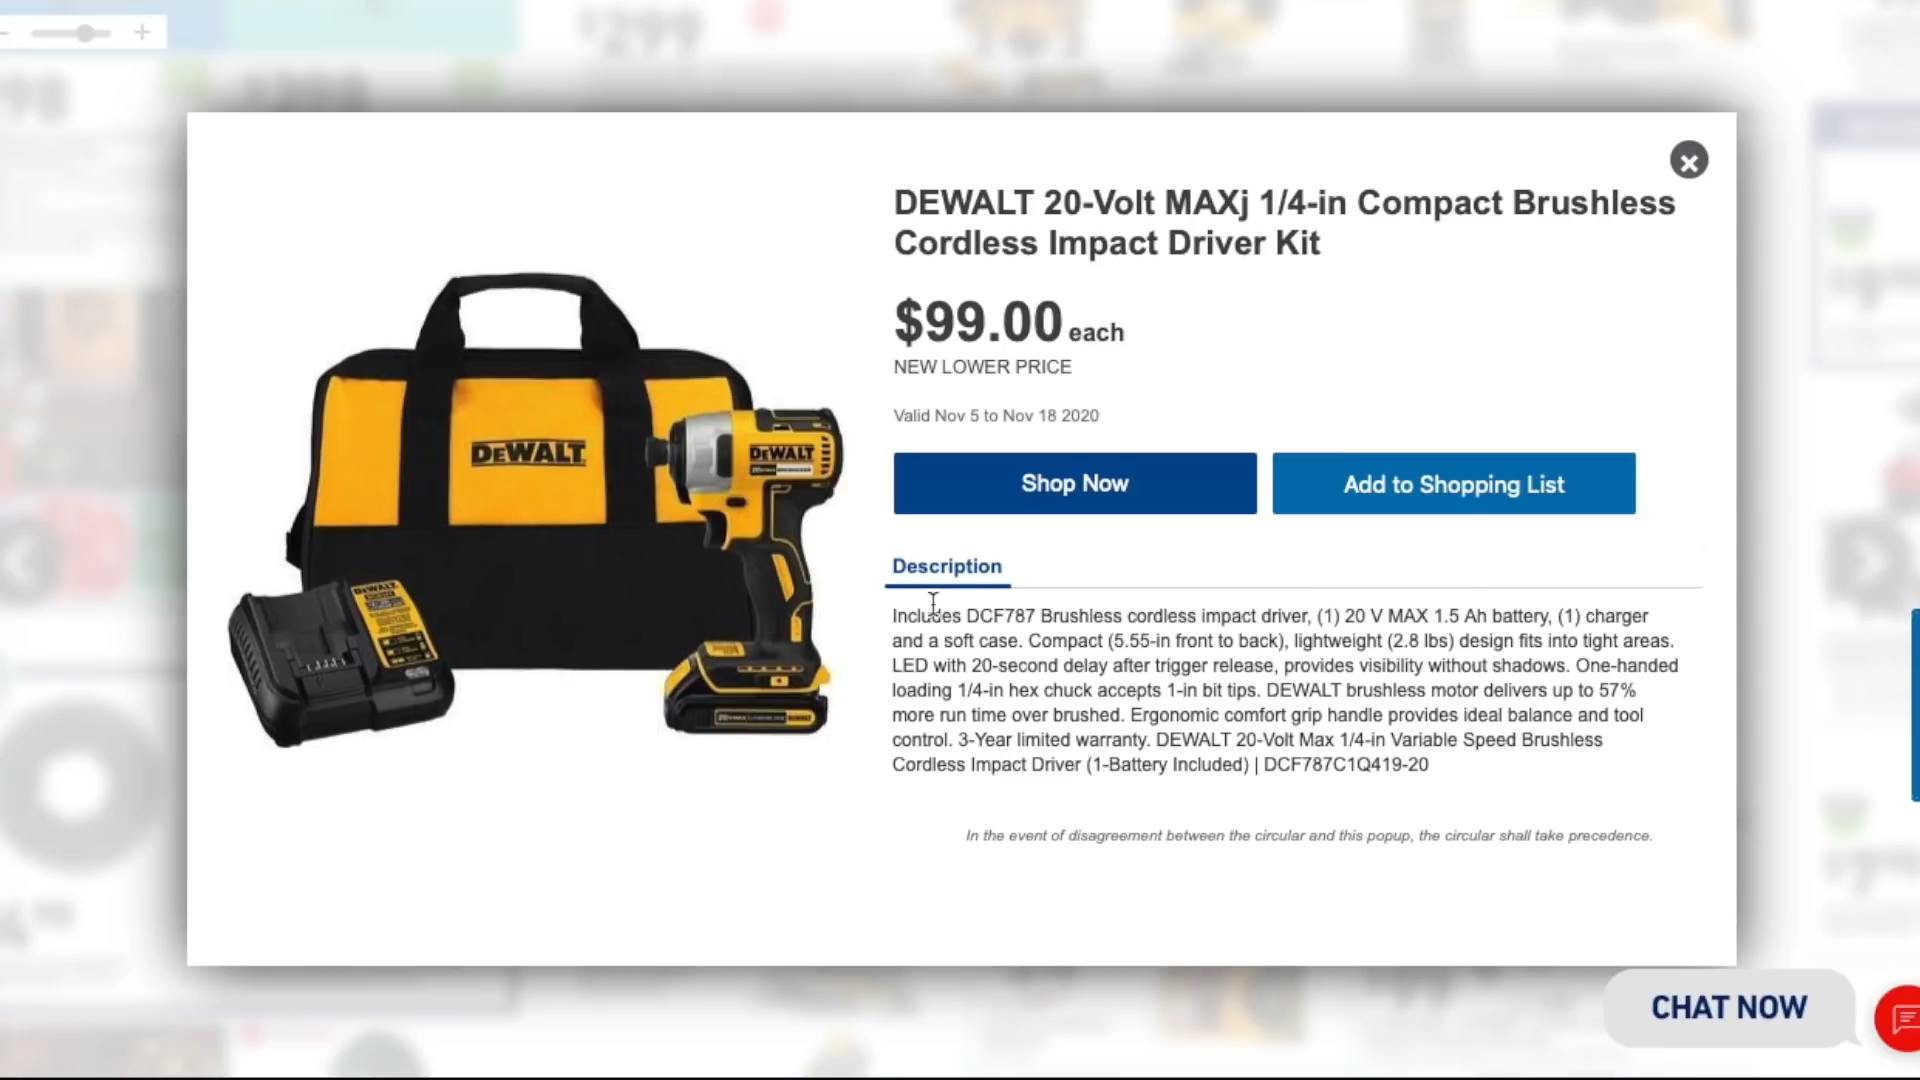 $299
DEWALT 20-Volt MAXj 1/4-in Compact Brushless
Cordless Impact Driver Kit
$99.00 each
NEW LOWER PRICE
Valid Nov 5 to Nov 18 2020
Shop Now
Add to Shopping List
Description
Includes DCF787 Brushless cordless impact driver, (1) 20 V MAX 1.5 Ah battery, (1) charger
and a soft case. Compact (5.55-in front to back), lightweight (2.8 lbs) design fits into tight areas.
LED with 20-second delay after trigger release, provides visibility without shadows. One-handed
loading 1/4-in hex chuck accepts 1-in bit tips. DEWALT brushless motor delivers up to 57%
more run time over brushed. Ergonomic comfort grip handle provides ideal balance and tool
control. 3-Year limited warranty. DEWALT 20-Volt Max 1/4-in Variable Speed Brushless
Cordless Impact Driver (1-Battery Included) | DCF787C1Q419-20
In the event of disagreement between the circular and this popup, the circular shall take precedence.
DEWALT
DEWALT
DEWALT
CHAT NOW